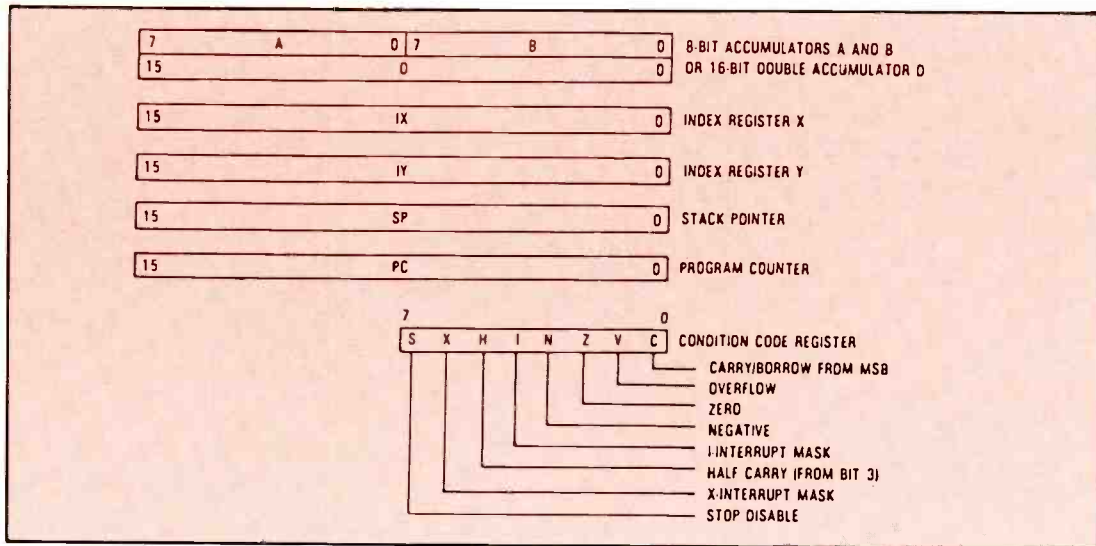 7 A 0 7 B 0 8-BIT ACCUMULATORS A AND B
15 D 0 OR 16-BIT DOUBLE ACCUMULATOR D
15 IX 0 INDEX REGISTER X
15 IY 0 INDEX REGISTER Y
15 SP 0 STACK POINTER
15 PC 0 PROGRAM COUNTER
7 0
S X H I N Z V C CONDITION CODE REGISTER
CARRY/BORROW FROM MSB
OVERFLOW
ZERO
NEGATIVE
I-INTERRUPT MASK
HALF CARRY (FROM BIT 3)
X-INTERRUPT MASK
STOP DISABLE